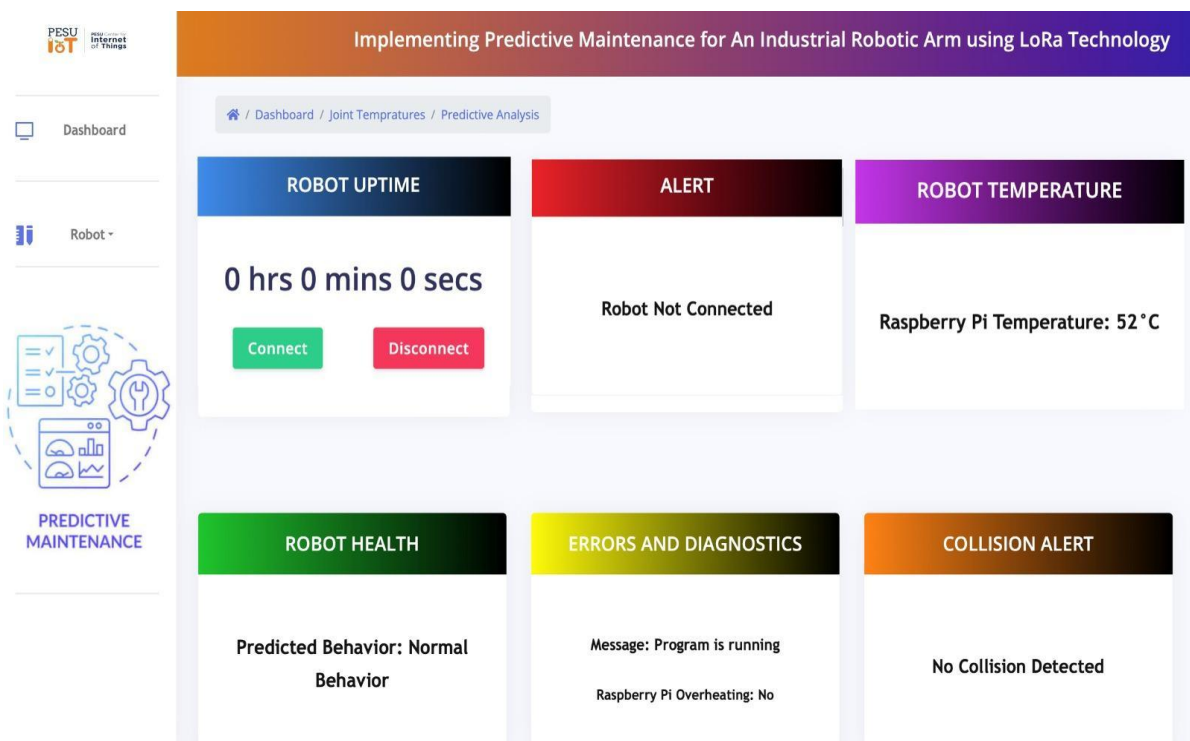 PESU
IoT
PESU Center for
Internet
of Things
Implementing Predictive Maintenance for An Industrial Robotic Arm using LoRa Technology
/ Dashboard / Joint Tempratures / Predictive Analysis
Dashboard
Robot
PREDICTIVE
MAINTENANCE
ROBOT UPTIME
0 hrs 0 mins 0 secs
Connect
Disconnect
ALERT
Robot Not Connected
ROBOT TEMPERATURE
Raspberry Pi Temperature: 52°C
ROBOT HEALTH
Predicted Behavior: Normal
Behavior
ERRORS AND DIAGNOSTICS
Message: Program is running
Raspberry Pi Overheating: No
COLLISION ALERT
No Collision Detected